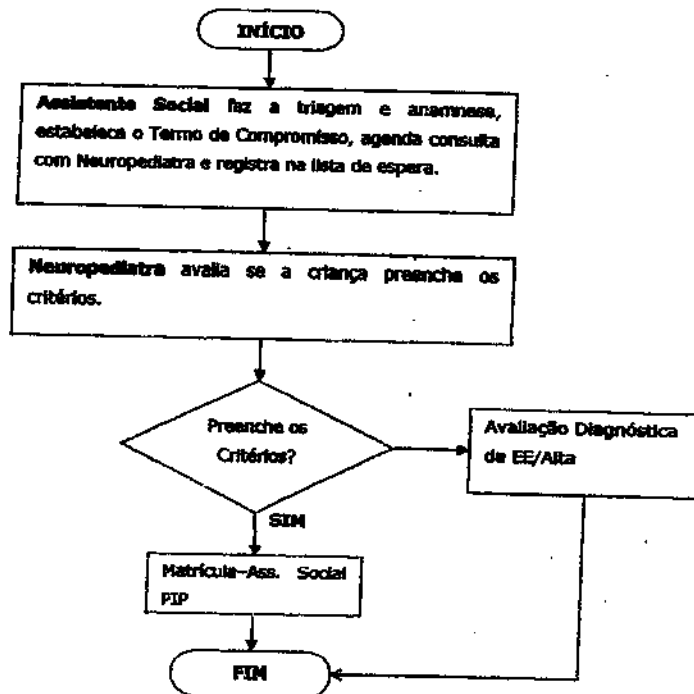 INÍCIO
Assistente Social faz a triagem e anamnese,
estabelece o Termo de Compromisso, agenda consulta
com Neuropediatra e registra na lista de espera.
Neuropediatra avalia se a criança preenche os
critérios.
Preenche os
Critérios?
Avaliação Diagnóstica
de EE/Alta
SIM
Matrícula-Ass. Social
PIP
FIM